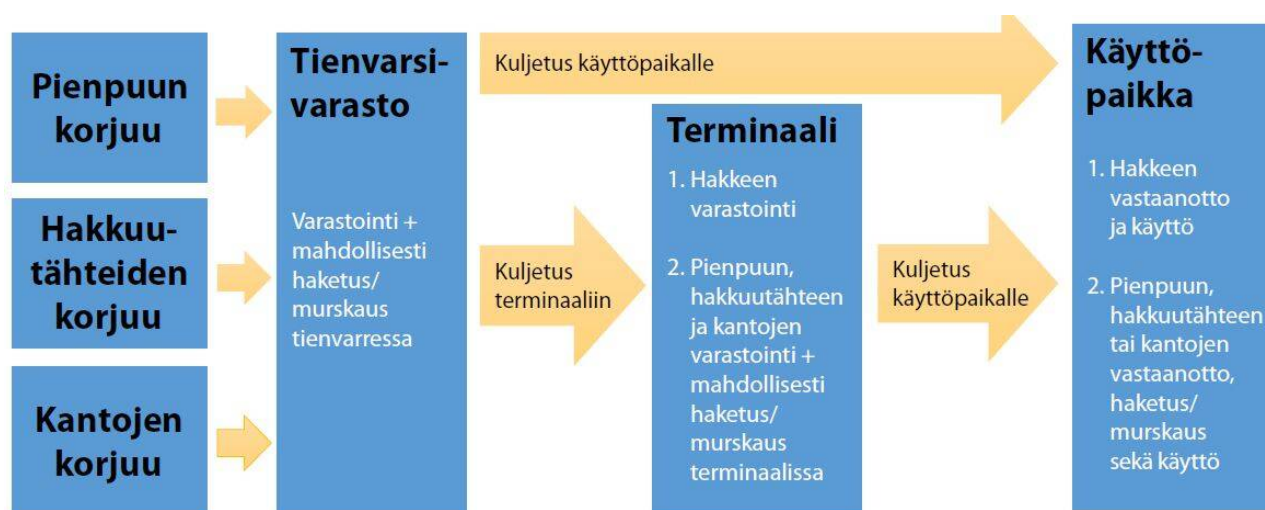 Pienpuun
korjuu
Hakkuu-
tähteiden
korjuu
Kantojen
korjuu
Tienvarsi-
varasto
Varastointi +
mahdollisesti
haketus/
murskaus
tienvarressa
Kuljetus käyttöpaikalle
Kuljetus
terminaaliin
Terminaali
1. Hakkeen
varastointi
2. Pienpuun,
hakkuutähteen
ja kantojen
varastointi +
mahdollisesti
haketus/
murskaus
terminaalissa
Kuljetus
käyttöpaikalle
Käyttö-
paikka
1. Hakkeen
vastaanotto
ja käyttö
2. Pienpuun,
hakkuutähteen
tai kantojen
vastaanotto,
haketus/
murskaus
sekä käyttö